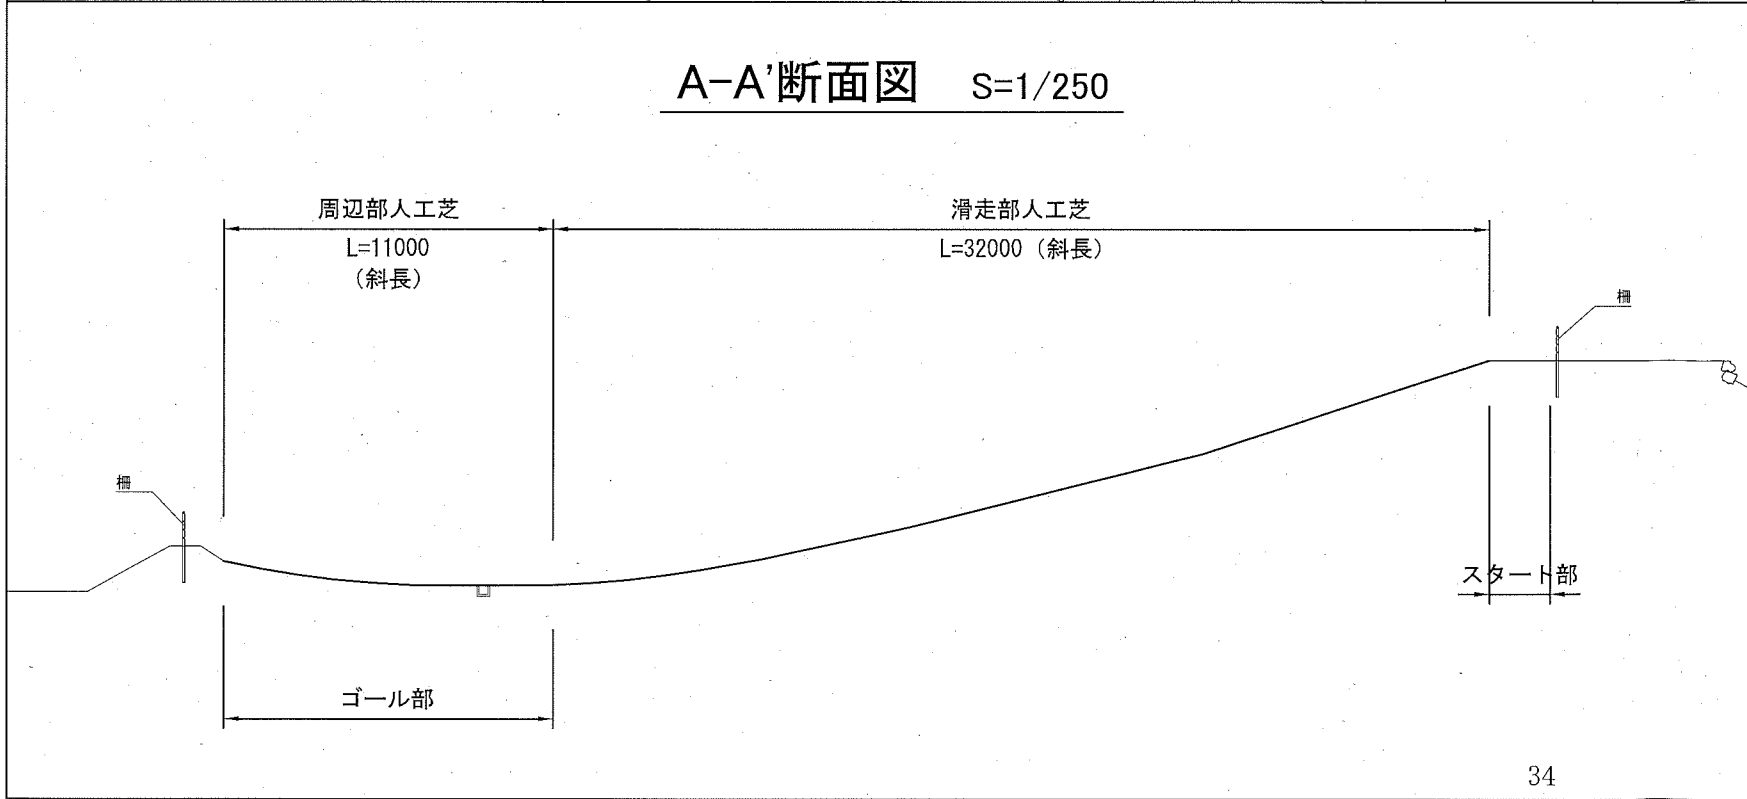 A-A'断面図 S=1/250
周辺部人工芝
L=11000
(斜長)
滑走部人工芝
L=32000 (斜長)
柵
柵
スタート部
ゴール部
34